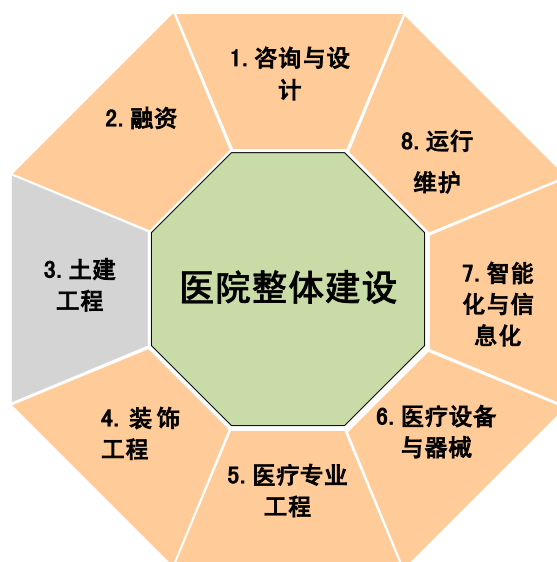 1. 咨询与设
计
2. 融资
3. 土建
工程
4. 装饰
工程
5. 医疗专业
工程
6. 医疗设备
与器械
7. 智能
化与信
息化
8. 运行
维护
医院整体建设